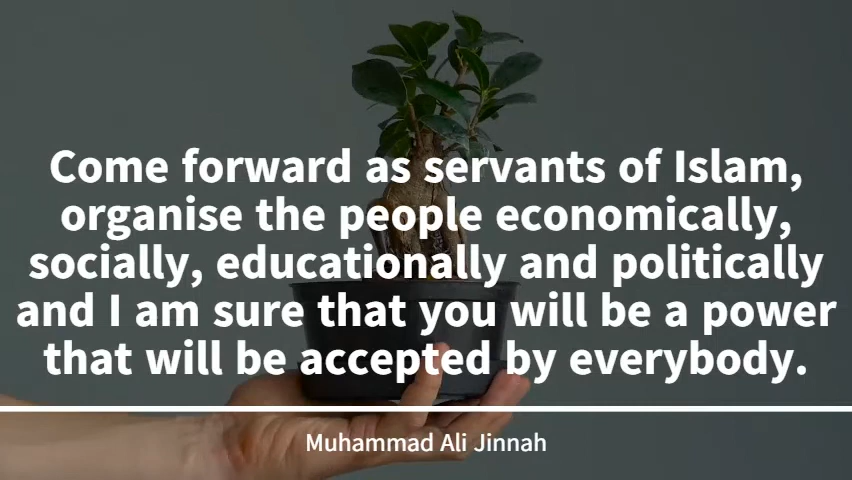 Come forward as servants of Islam,
organise the people economically,
socially, educationally and politically
and I am sure that you will be a power
that will be accepted by everybody.
Muhammad Ali Jinnah